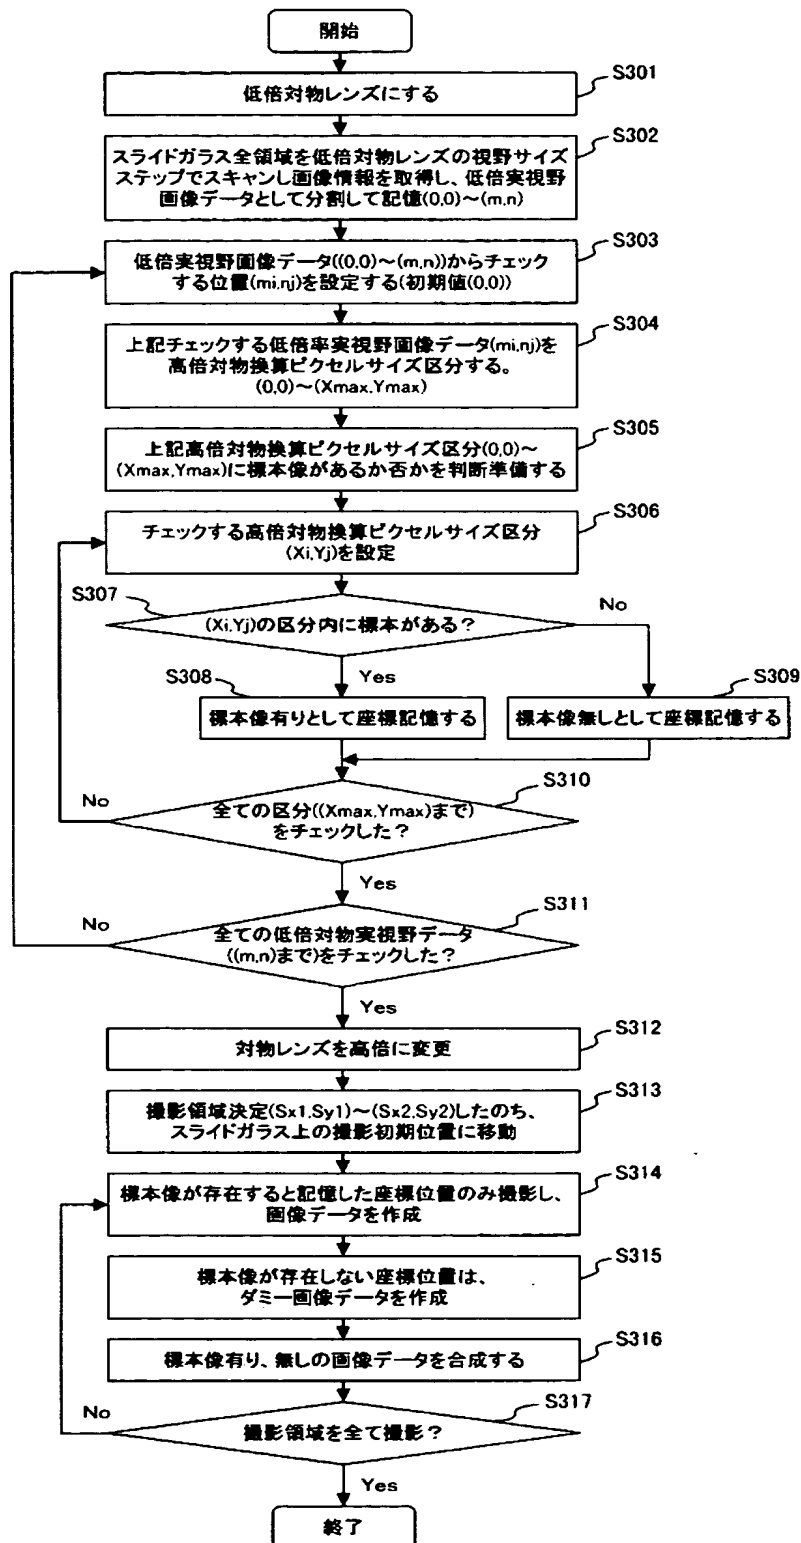 開始
S301
低倍対物レンズにする
S302
スライドガラス全領域を低倍対物レンズの視野サイズ
ステップでスキャンし画像情報を取得し、低倍実視野
画像データとして分割して記憶(0,0)～(m,n)
S303
低倍実視野画像データ((0,0)～(m,n))からチェック
する位置(mi,nj)を設定する(初期値(0,0))
S304
上記チェックする低倍率実視野画像データ(mi,nj)を
高倍対物換算ピクセルサイズ区分する。
(0,0)～(Xmax,Ymax)
S305
上記高倍対物換算ピクセルサイズ区分(0,0)～
(Xmax,Ymax)に標本像があるか否かを判断準備する
S306
チェックする高倍対物換算ピクセルサイズ区分
(Xi,Yj)を設定
S307
(Xi,Yj)の区分内に標本がある？
No
Yes
S308
標本像有りとして座標記憶する
S309
標本像無しとして座標記憶する
S310
全ての区分((Xmax,Ymax)まで)
をチェックした？
No
Yes
S311
全ての低倍対物実視野データ
((m,n)まで)をチェックした？
No
Yes
S312
対物レンズを高倍に変更
S313
撮影領域決定(Sx1,Sy1)～(Sx2,Sy2)したのち、
スライドガラス上の撮影初期位置に移動
S314
標本像が存在すると記憶した座標位置のみ撮影し、
画像データを作成
S315
標本像が存在しない座標位置は、
ダミー画像データを作成
S316
標本像有り、無しの画像データを合成する
S317
撮影領域を全て撮影？
No
Yes
終了